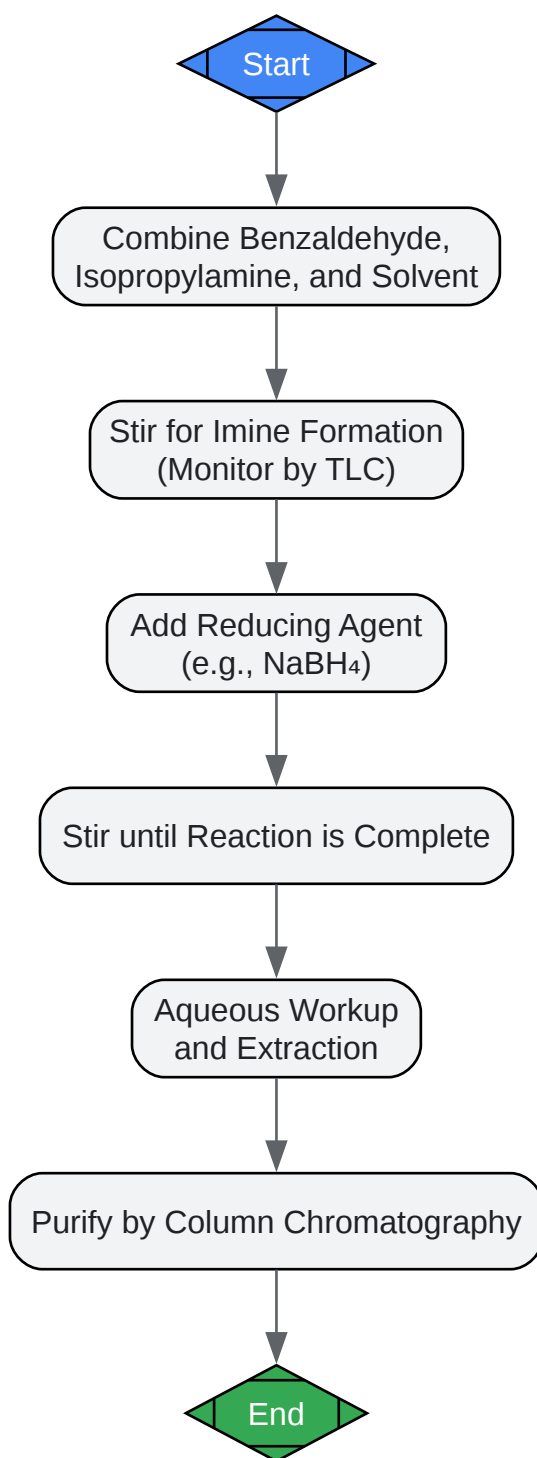 Start
Combine Benzaldehyde,
Isopropylamine, and Solvent
Stir for Imine Formation
(Monitor by TLC)
Add Reducing Agent
(e.g., NaBH₄)
Stir until Reaction is Complete
Aqueous Workup
and Extraction
Purify by Column Chromatography
End